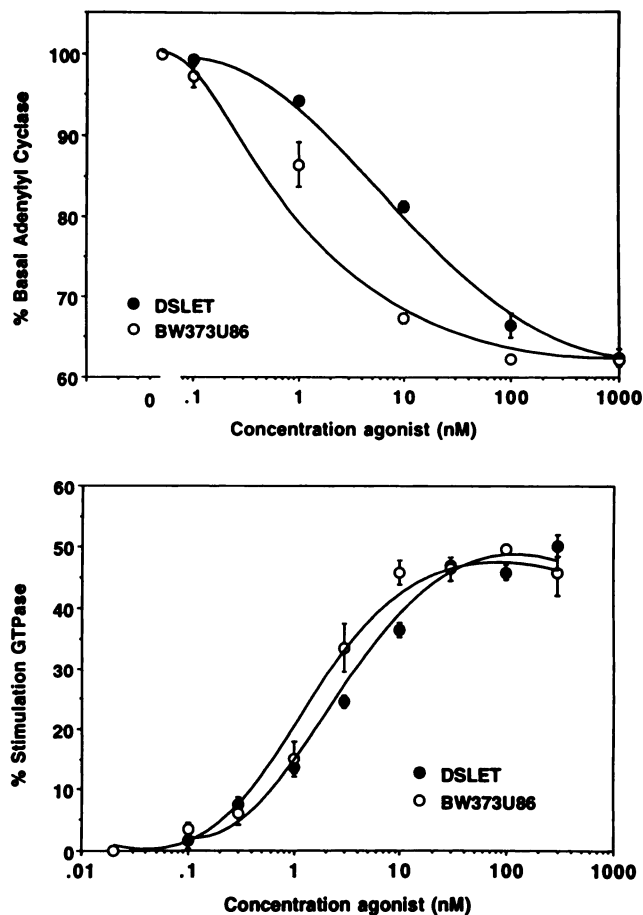 100
90
80
70
60
% Basal Adenylyl Cyclase
● DSLET
○ BW373U86
0 .1 1 10 100 1000
Concentration agonist (nM)
60
50
40
30
20
10
0
% Stimulation GTPase
● DSLET
○ BW373U86
.01 .1 1 10 100 1000
Concentration agonist (nM)